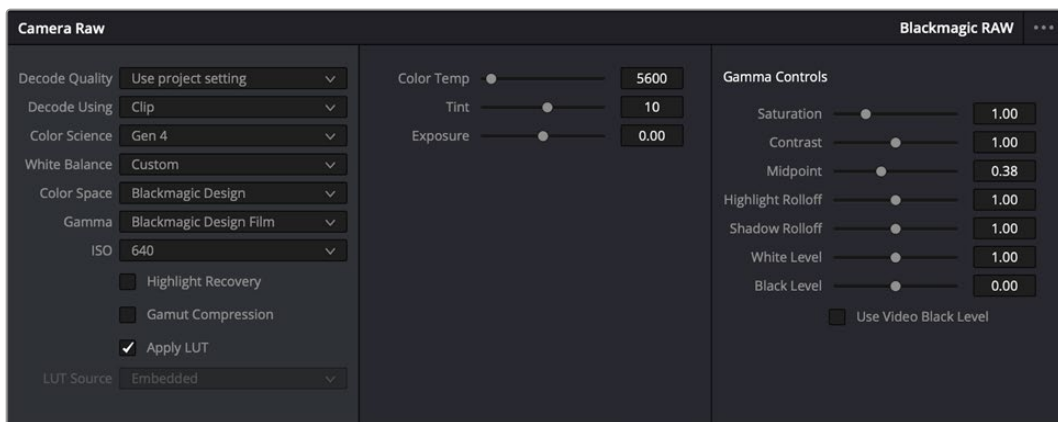 Camera Raw
Blackmagic RAW
Decode Quality Use project setting
Decode Using Clip
Color Science Gen 4
White Balance Custom
Color Space Blackmagic Design
Gamma Blackmagic Design Film
ISO 640
Highlight Recovery
Gamut Compression
Apply LUT
LUT Source Embedded
Color Temp 5600
Tint 10
Exposure 0.00
Gamma Controls
Saturation 1.00
Contrast 1.00
Midpoint 0.38
Highlight Rolloff 1.00
Shadow Rolloff 1.00
White Level 1.00
Black Level 0.00
Use Video Black Level